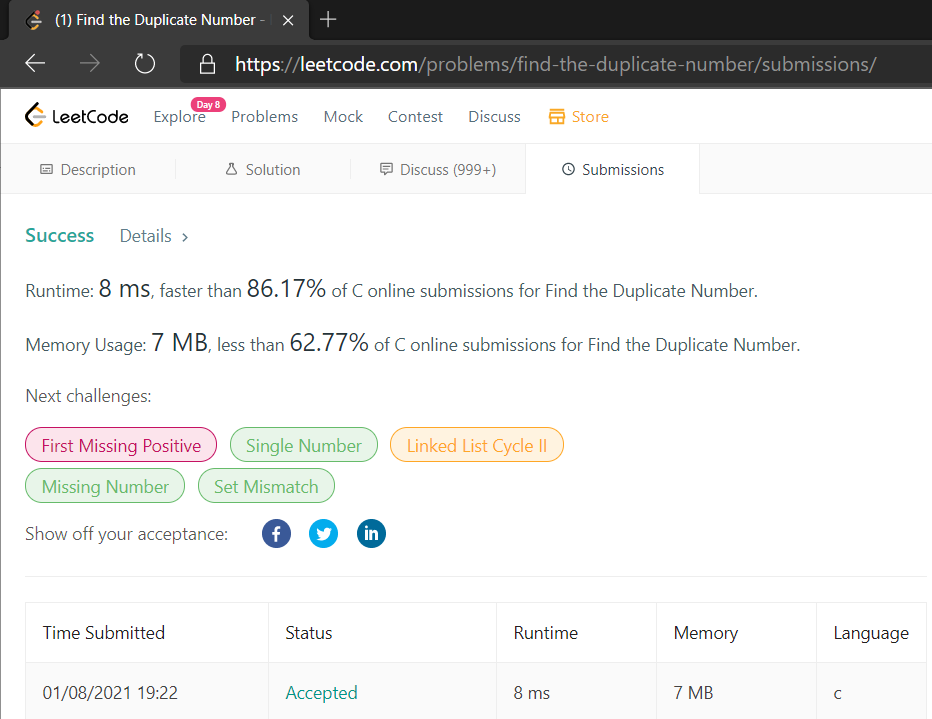 (1) Find the Duplicate Number -
https://leetcode.com/problems/find-the-duplicate-number/submissions/
LeetCode Explore Day 8 Problems Mock Contest Discuss Store
Description Solution Discuss (999+) Submissions
Success Details >
Runtime: 8 ms, faster than 86.17% of C online submissions for Find the Duplicate Number.
Memory Usage: 7 MB, less than 62.77% of C online submissions for Find the Duplicate Number.
Next challenges:
First Missing Positive Single Number Linked List Cycle II
Missing Number Set Mismatch
Show off your acceptance: f in
Time Submitted Status Runtime Memory Language
01/08/2021 19:22 Accepted 8 ms 7 MB c